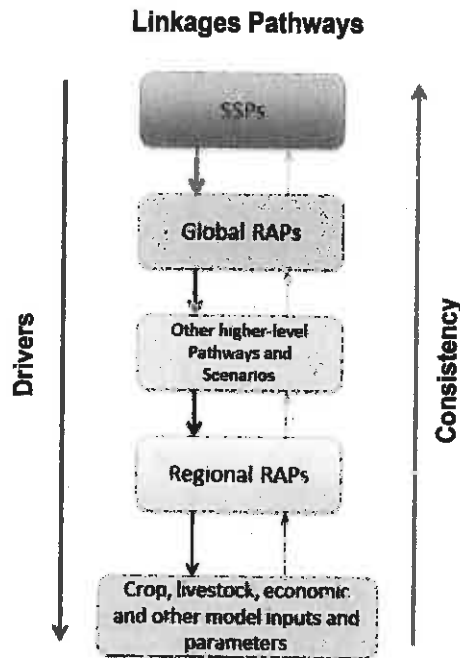 Linkages Pathways
SSPs
Global RAPs
Other higher-level
Pathways and
Scenarios
Regional RAPs
Crop, livestock, economic
and other model inputs and
parameters
Drivers
Consistency